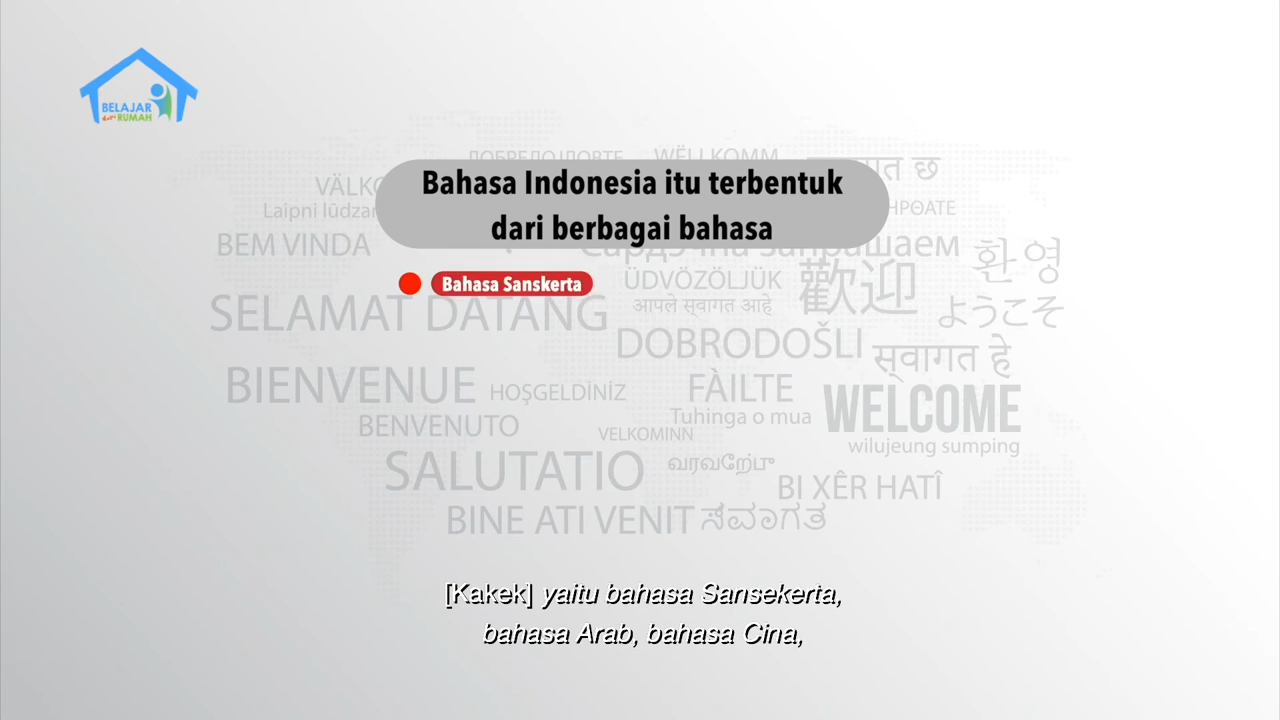 BELAJAR
dari RUMAH
WËLLKOMM
Bahasa Indonesia itu terbentuk
dari berbagai bahasa
Laipni lūdzar
BEM VINDA
запрашаем
환영
Bahasa Sanskerta
ÜDVÖZÖLJÜK
歡迎
SELAMAT DATANG
आपले स्वागत आहे
ようこそ
DOBRODOŠLI
स्वागत हे
BIENVENUE
HOŞGELDİNİZ
FÀILTE
WELCOME
BENVENUTO
Tuhinga o mua
VELKOMINN
wilujeung sumping
SALUTATIO
BI XÊR HATÎ
BINE ATI VENIT
[Kakek] yaitu bahasa Sansekerta,
bahasa Arab, bahasa Cina,